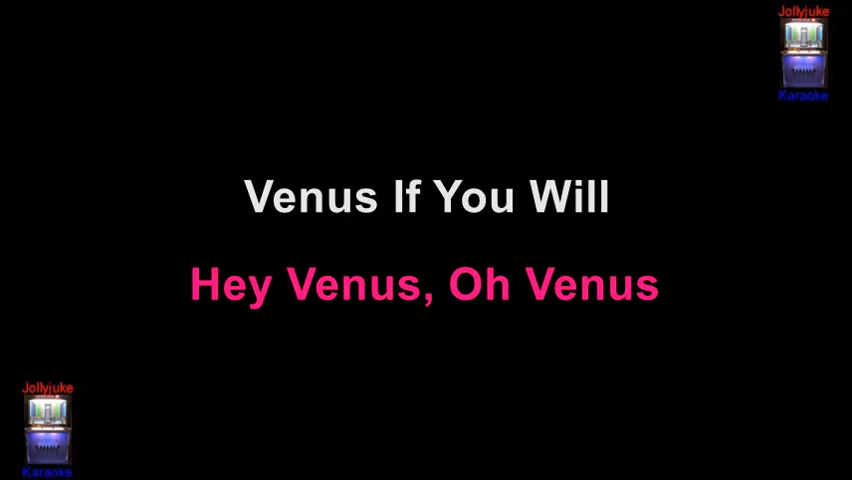 Jollyjuke
Karaoke
Venus If You Will
Hey Venus, Oh Venus
Jollyjuke
Karaoke